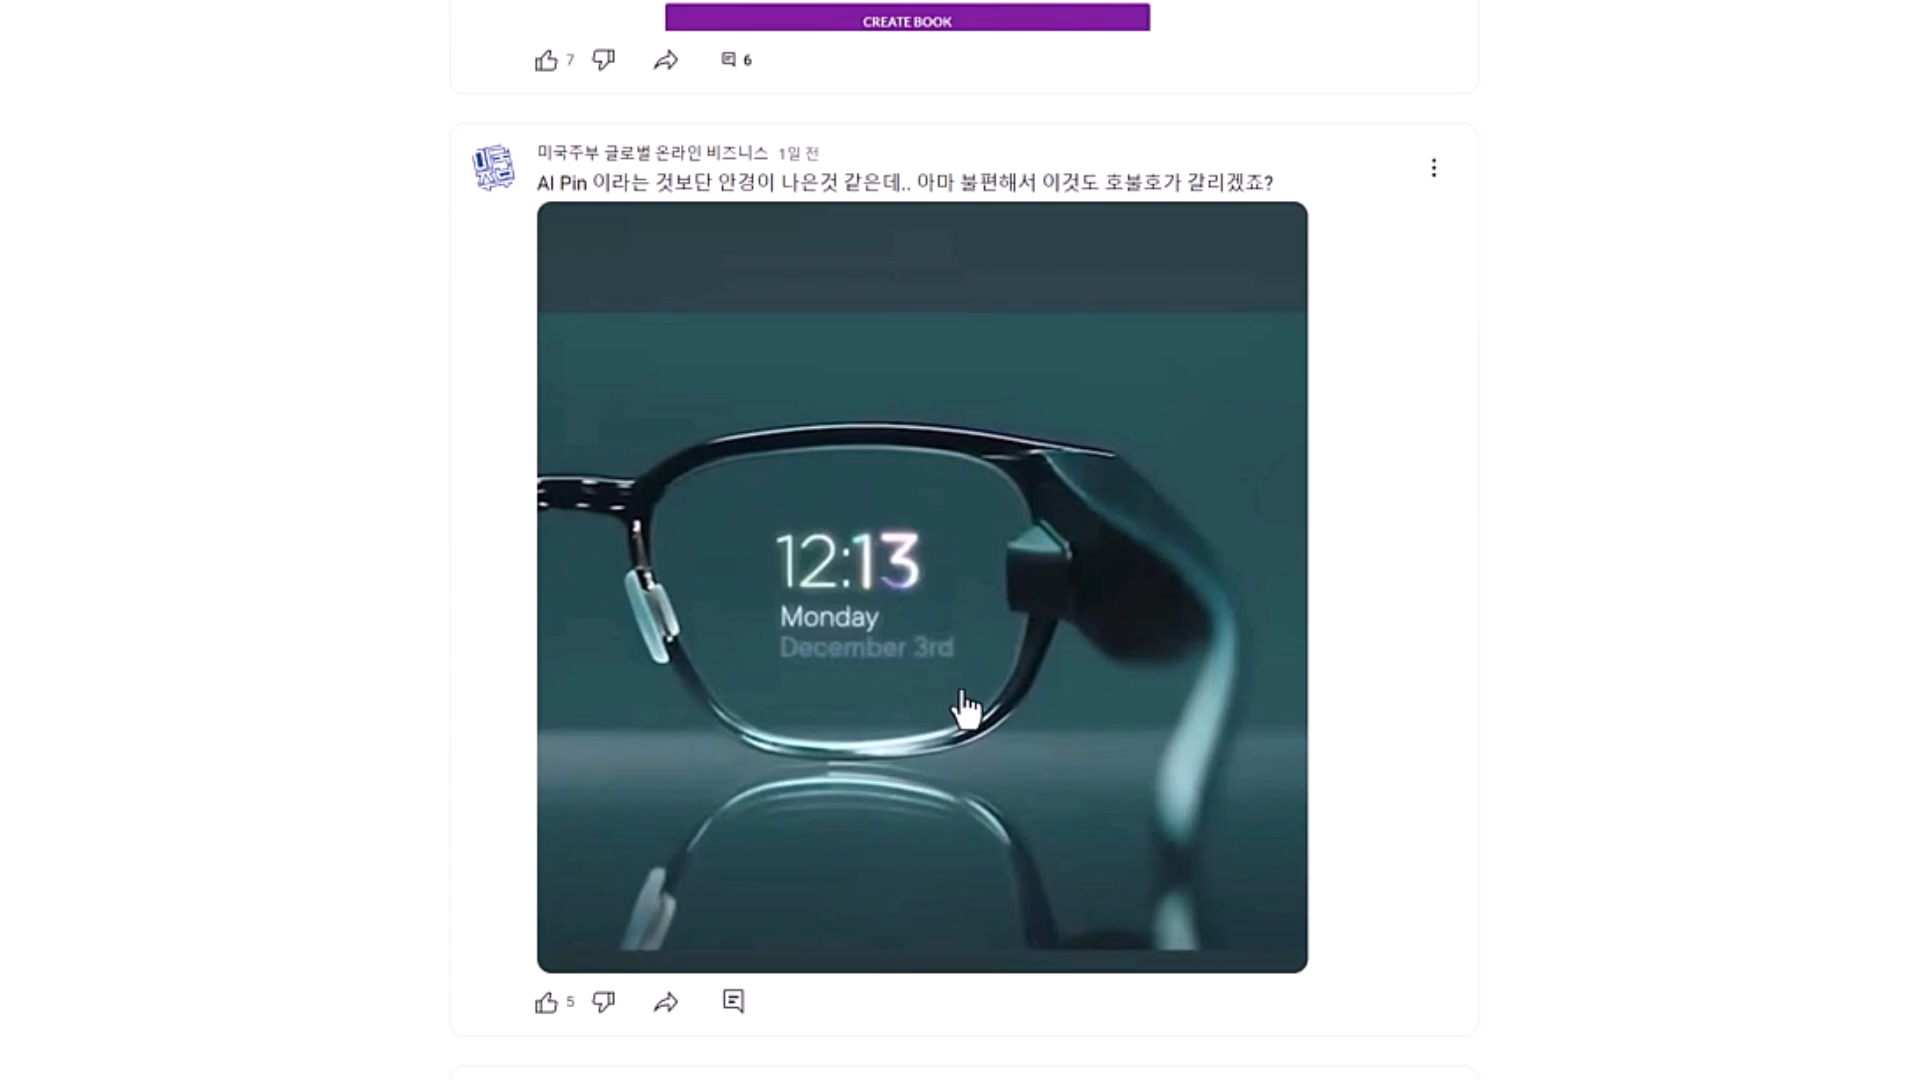 CREATE BOOK
7
6
미국주부 글로벌 온라인 비즈니스 1일 전
AI Pin 이라는 것보단 안경이 나은것 같은데.. 아마 불편해서 이것도 호불호가 갈리겠죠?
12:13
Monday
December 3rd
5